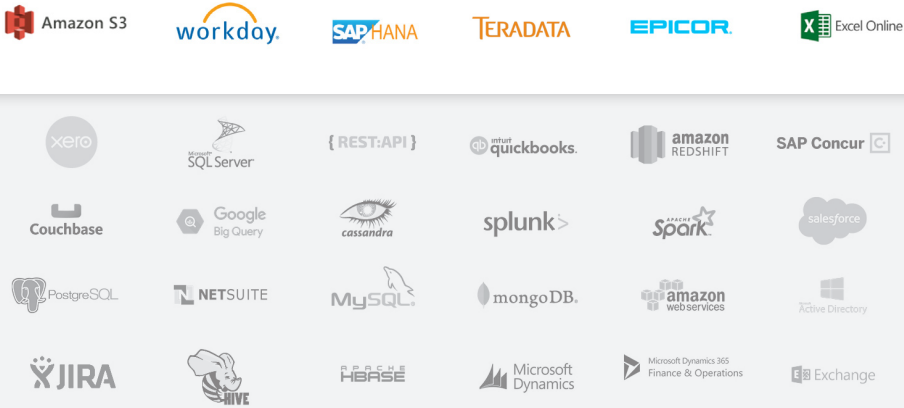 Amazon S3
workday.
SAP HANA
TERADATA
EPICOR.
Excel Online
xero
Microsoft
SQL Server
{ REST:API }
intuit
qb quickbooks.
amazon
REDSHIFT
SAP Concur C
Couchbase
Google
Big Query
cassandra
splunk>
APACHE
Spark
salesforce
PostgreSQL
N NETSUITE
MySQL
mongoDB.
amazon
webservices
Active Directory
JIRA
HIVE
APACHE
HBASE
Microsoft
Dynamics
Microsoft Dynamics 365
Finance & Operations
E Exchange